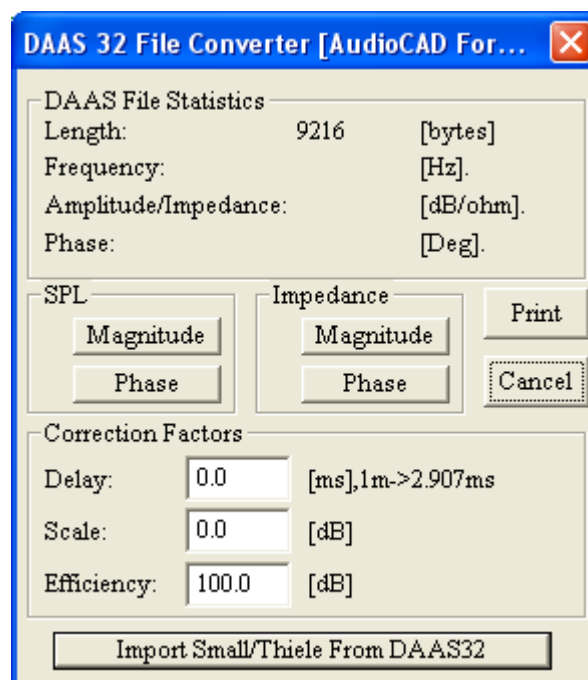 DAAS 32 File Converter [AudioCAD For...
DAAS File Statistics
Length: 9216 [bytes]
Frequency: [Hz].
Amplitude/Impedance: [dB/ohm].
Phase: [Deg].
SPL
Magnitude
Phase
Impedance
Magnitude
Phase
Print
Cancel
Correction Factors
Delay: 0.0 [ms],1m->2.907ms
Scale: 0.0 [dB]
Efficiency: 100.0 [dB]
Import Small/Thiele From DAAS32